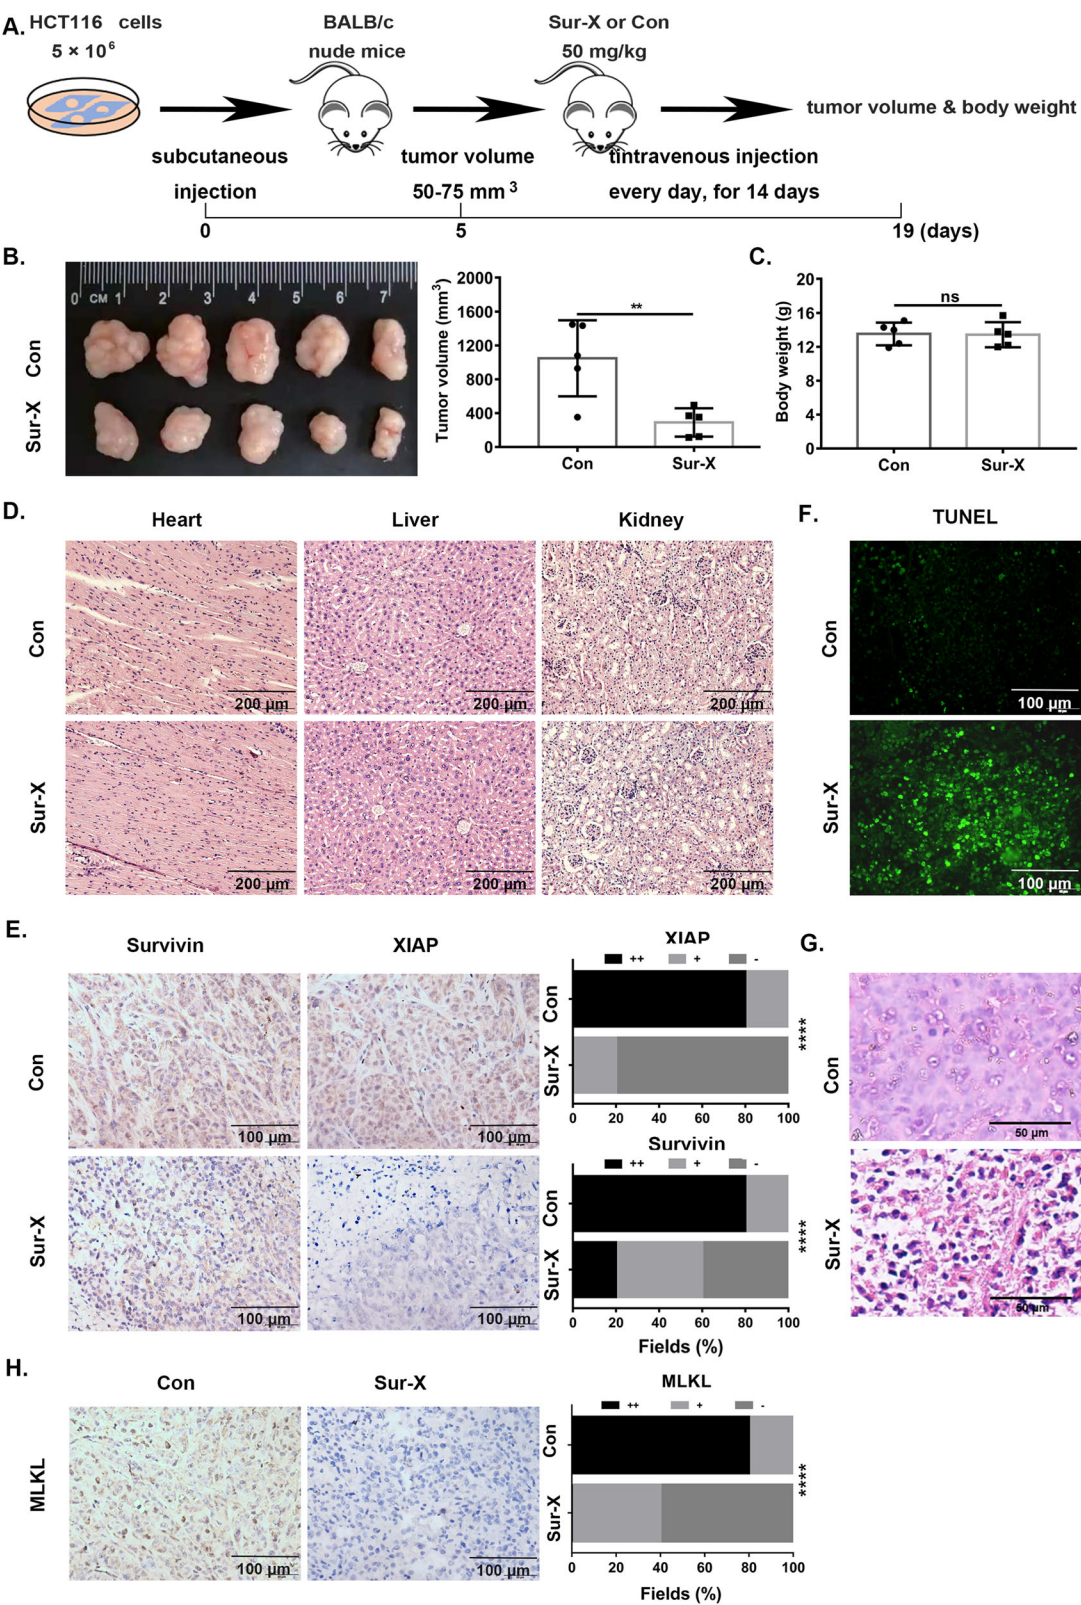 A.
HCT116 cells
5 × 10⁶
BALB/c
nude mice
Sur-X or Con
50 mg/kg
tumor volume & body weight
subcutaneous
injection
tumor volume
50-75 mm³
tintravenous injection
every day, for 14 days
0 5 19 (days)
B.
0 CM 1 2 3 4 5 6 7
Con
Sur-X
Tumor volume (mm³)
2000
1600
1200
800
400
0
**
Con Sur-X
C.
Body weight (g)
20
16
12
8
4
0
ns
Con Sur-X
D.
Heart Liver Kidney
Con
200 µm 200 µm 200 µm
Sur-X
200 µm 200 µm 200 µm
F.
TUNEL
Con
100 µm
Sur-X
100 µm
E.
Survivin XIAP
Con
100 µm 100 µm
Sur-X
100 µm 100 µm
XIAP
++ + -
Con
Sur-X
****
0 20 40 60 80 100
Survivin
++ + -
Con
Sur-X
****
0 20 40 60 80 100
Fields (%)
G.
Con
50 µm
Sur-X
50 µm
H.
Con Sur-X
MLKL
100 µm 100 µm
MLKL
++ + -
Con
Sur-X
****
0 20 40 60 80 100
Fields (%)